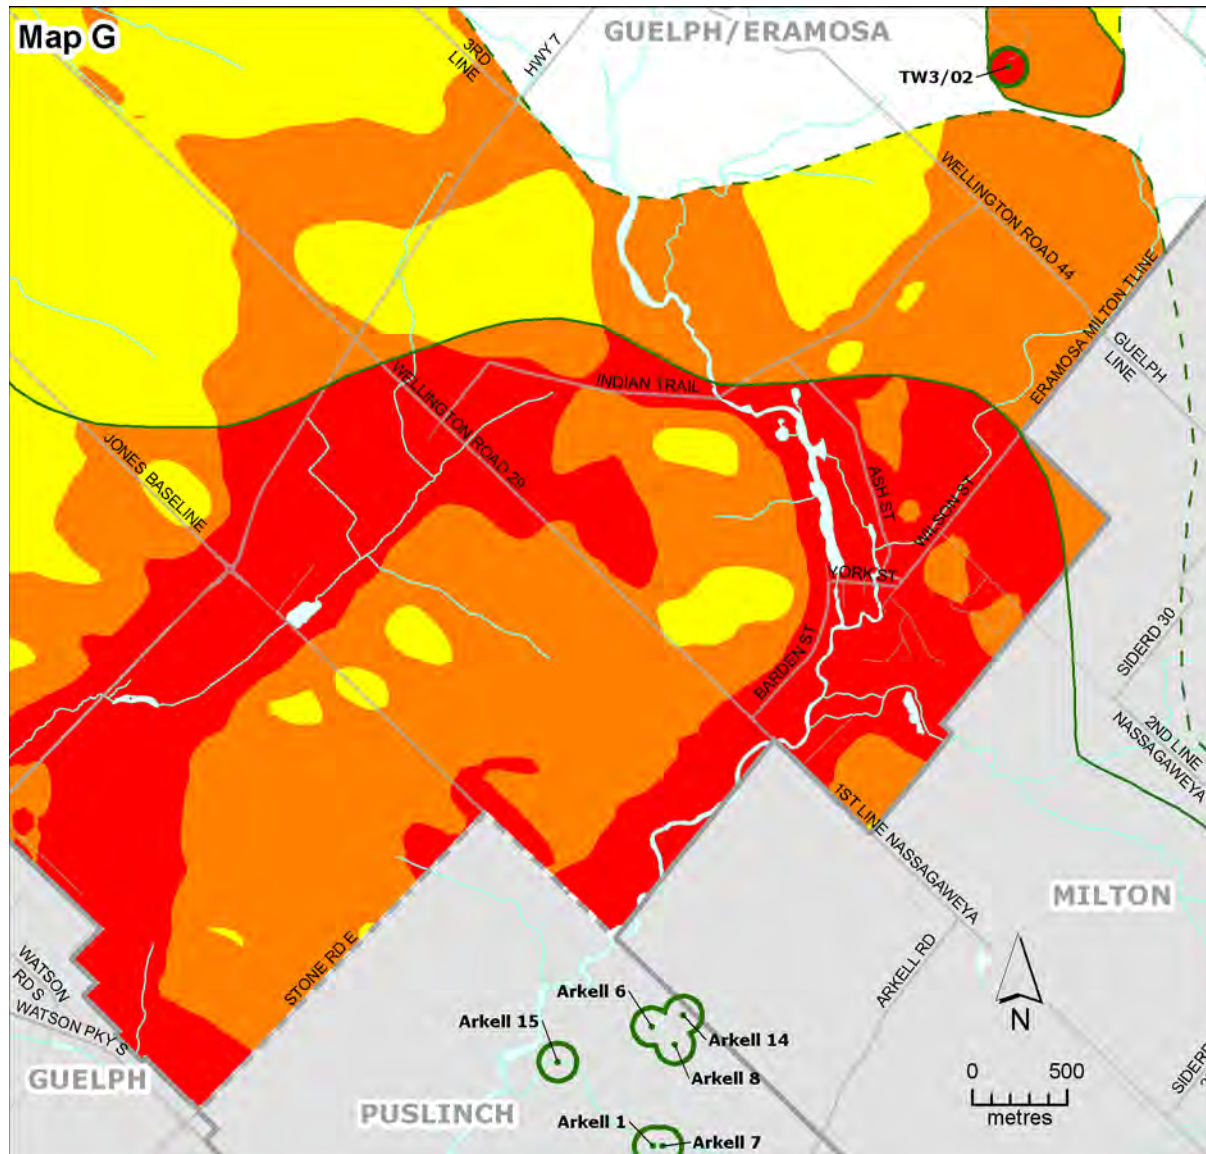 Map G
GUELPH/ERAMOSA
3RD
LINE
HWY 7
TW3/02
WELLINGTON ROAD 44
ERAMOSA MILTON TLINE
GUELPH
LINE
INDIAN TRAIL
WELLINGTON ROAD 29
JONES BASELINE
ASH ST
WILSON ST
YORK ST
BARDEN ST
SIDERD 30
2ND LINE
NASSAGAWEYA
1ST LINE NASSAGAWEYA
MILTON
STONE RD E
WATSON
RD S
WATSON PKY S
ARKELL RD
Arkell 6
Arkell 15
Arkell 14
Arkell 8
N
GUELPH
PUSLINCH
0 500
metres
SIDERD
Arkell 1
Arkell 7